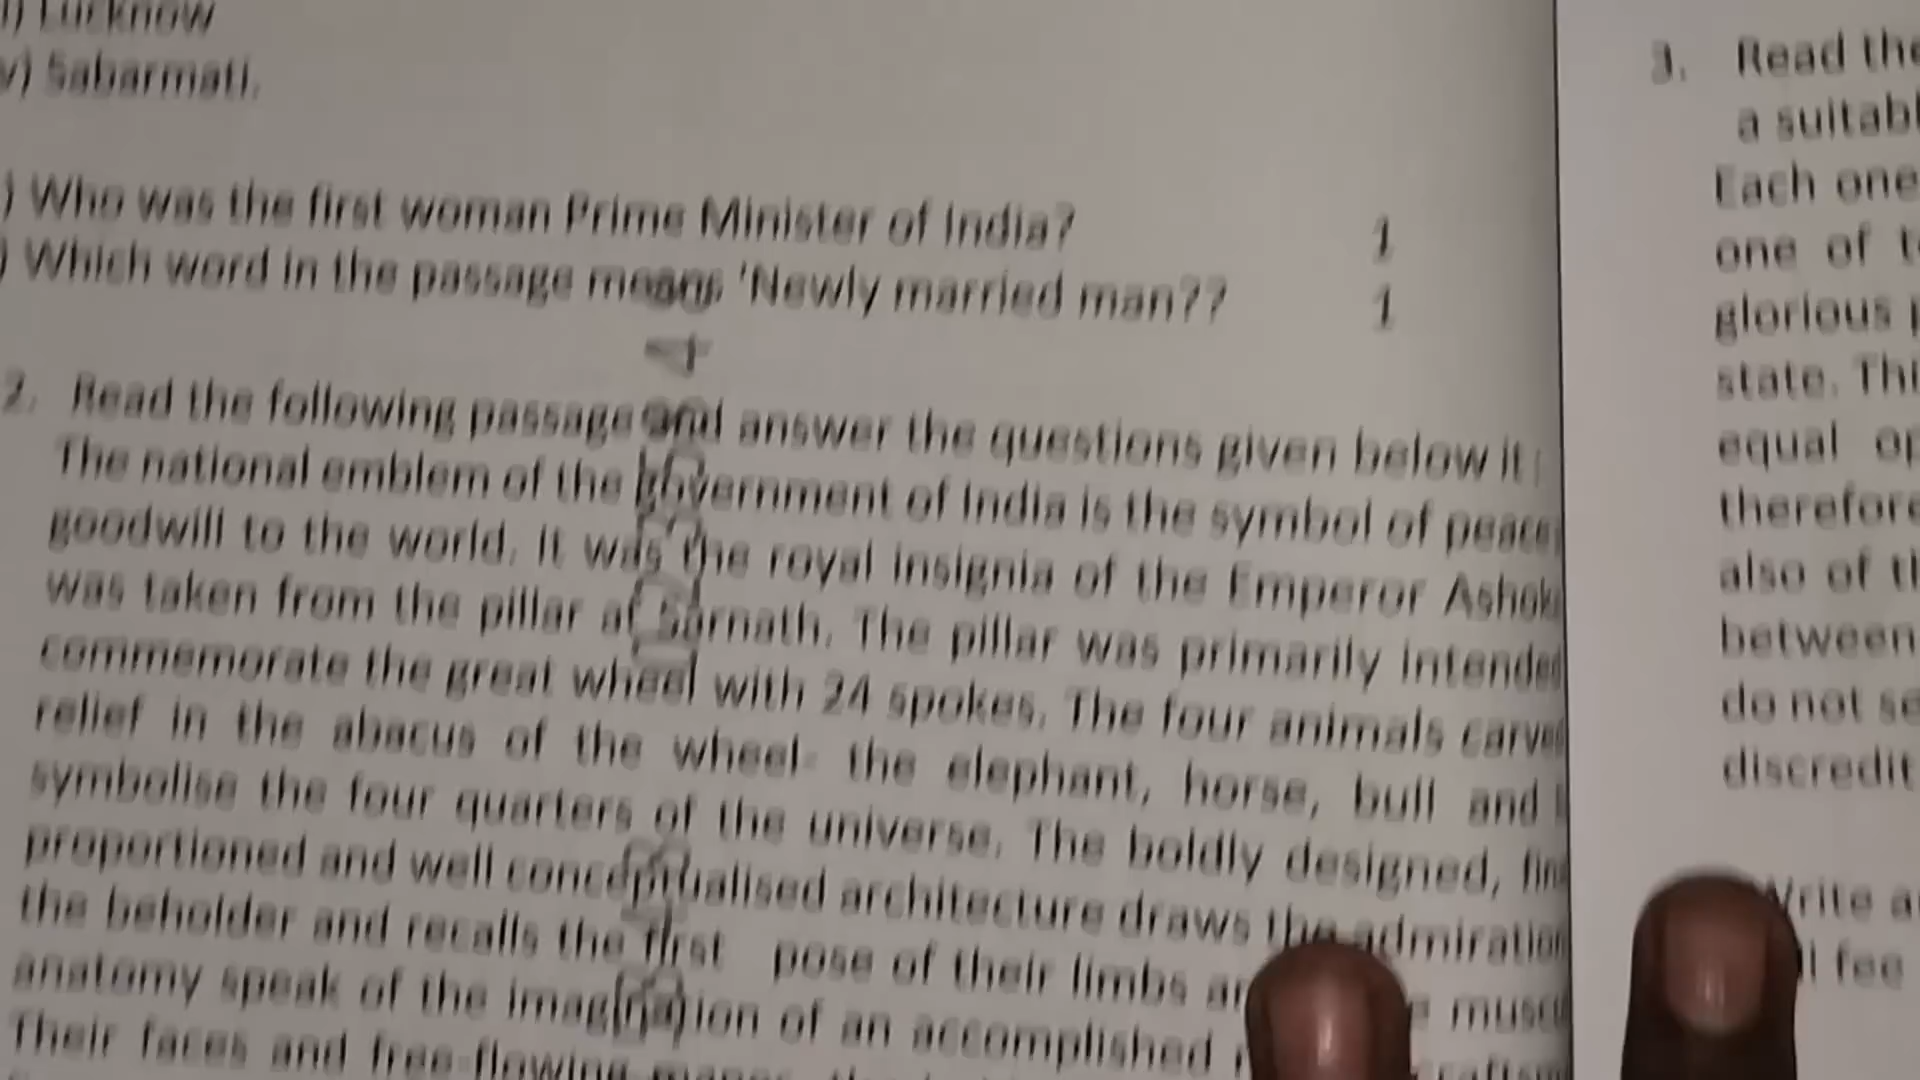 Lucknow
Sabarmati.
) Who was the first woman Prime Minister of India? 1
) Which word in the passage means 'Newly married man?? 1
2. Read the following passage and answer the questions given below it :
The national emblem of the government of India is the symbol of peace
goodwill to the world. It was the royal insignia of the Emperor Ashok
was taken from the pillar at Sarnath. The pillar was primarily intended
commemorate the great wheel with 24 spokes. The four animals carve
relief in the abacus of the wheel- the elephant, horse, bull and
symbolise the four quarters of the universe. The boldly designed, fin
proportioned and well conceptualised architecture draws the admiration
the beholder and recalls the first pose of their limbs musc
anatomy speak of the imagination of an accomplished
Their faces and free-flowing
3. Read the
a suitabl
Each one
one of t
glorious p
state. Thi
equal op
therefore
also of t
between
do not se
discredit
Write a
fee